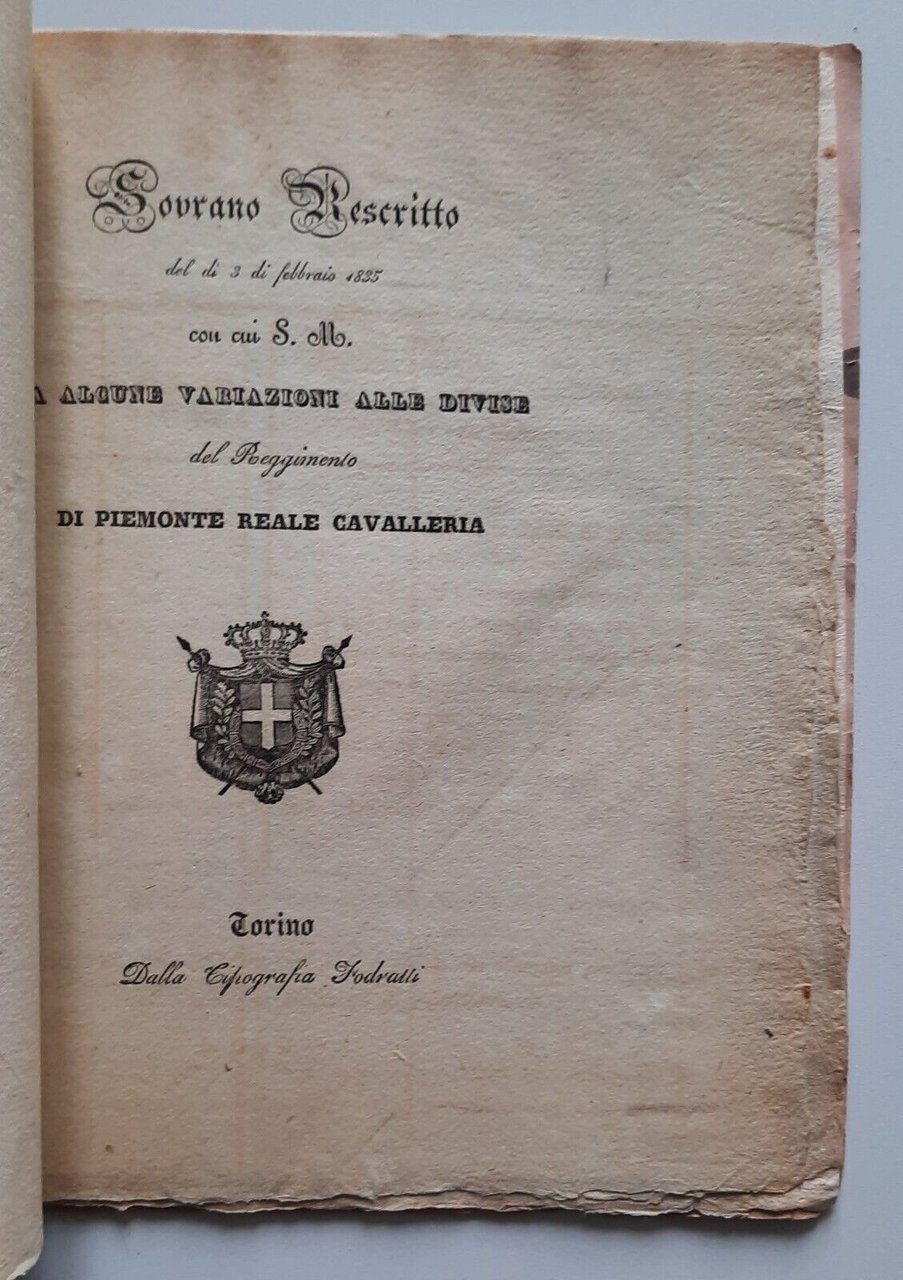 Sovrano Rescritto
del dì 3 di febbraio 1835
con cui S. M.
A ALCUNE VARIAZIONI ALLE DIVISE
del Reggimento
DI PIEMONTE REALE CAVALLERIA
Torino
Dalla Tipografia Fodratti